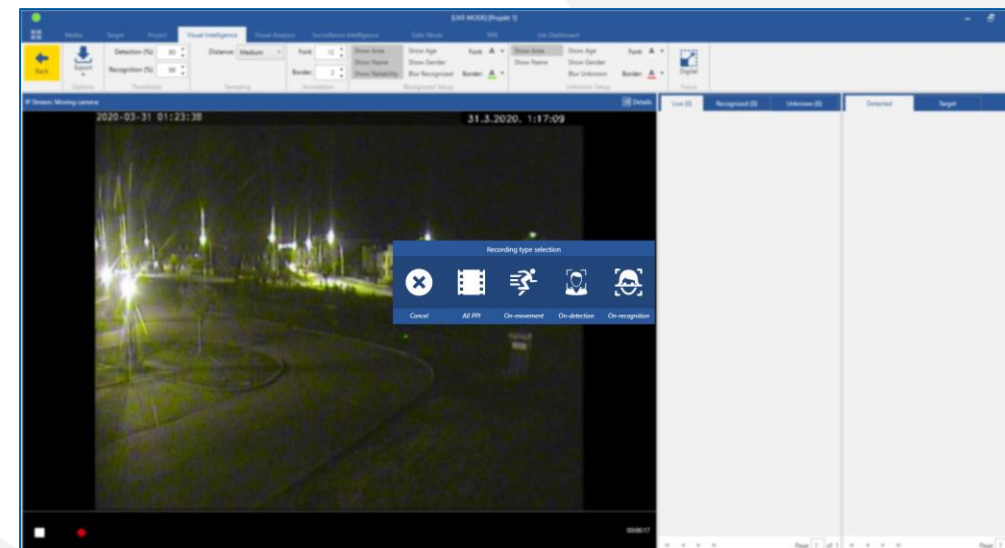 [LIVE MODE] [Projekt 1]
Media Target Project Visual Intelligence Visual Analysis Surveillance Intelligence Gate Mode Job Dashboard
Detection (%): 80 Distance: Medium Font: 12 Show Area Show Age Font: A Show Area Show Age Font: A
Back Export Show Name Show Gender Show Name Show Gender Digital
Recognition (%): 90 Border: 2 Show Reliability Blur Recognized Border: A Blur Unknown Border: A
Options Thresholds Sampling Annotation Recognized Setup Unknown Setup Focus
IP Stream: Moving camera Details Live (0) Recognized (0) Unknown (0) Detected Target
2020-03-31 01:23:38 31.3.2020. 1:17:09
Recording type selection
Cancel All PPI On-movement On-detection On-recognition
00:00:17
Page 1 of 1 Page 1